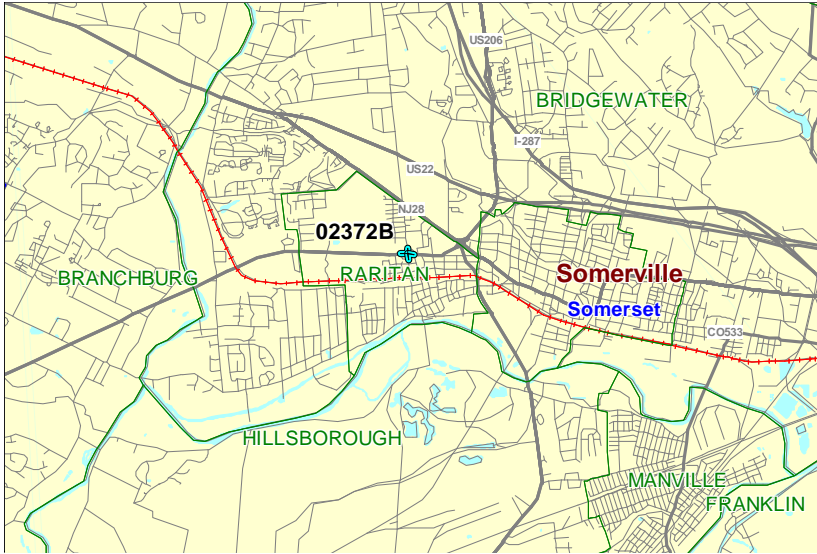 US206
BRIDGEWATER
I-287
US22
NJ28
02372B
BRANCHBURG
RARITAN
Somerville
Somerset
CO533
HILLSBOROUGH
MANVILLE
FRANKLIN